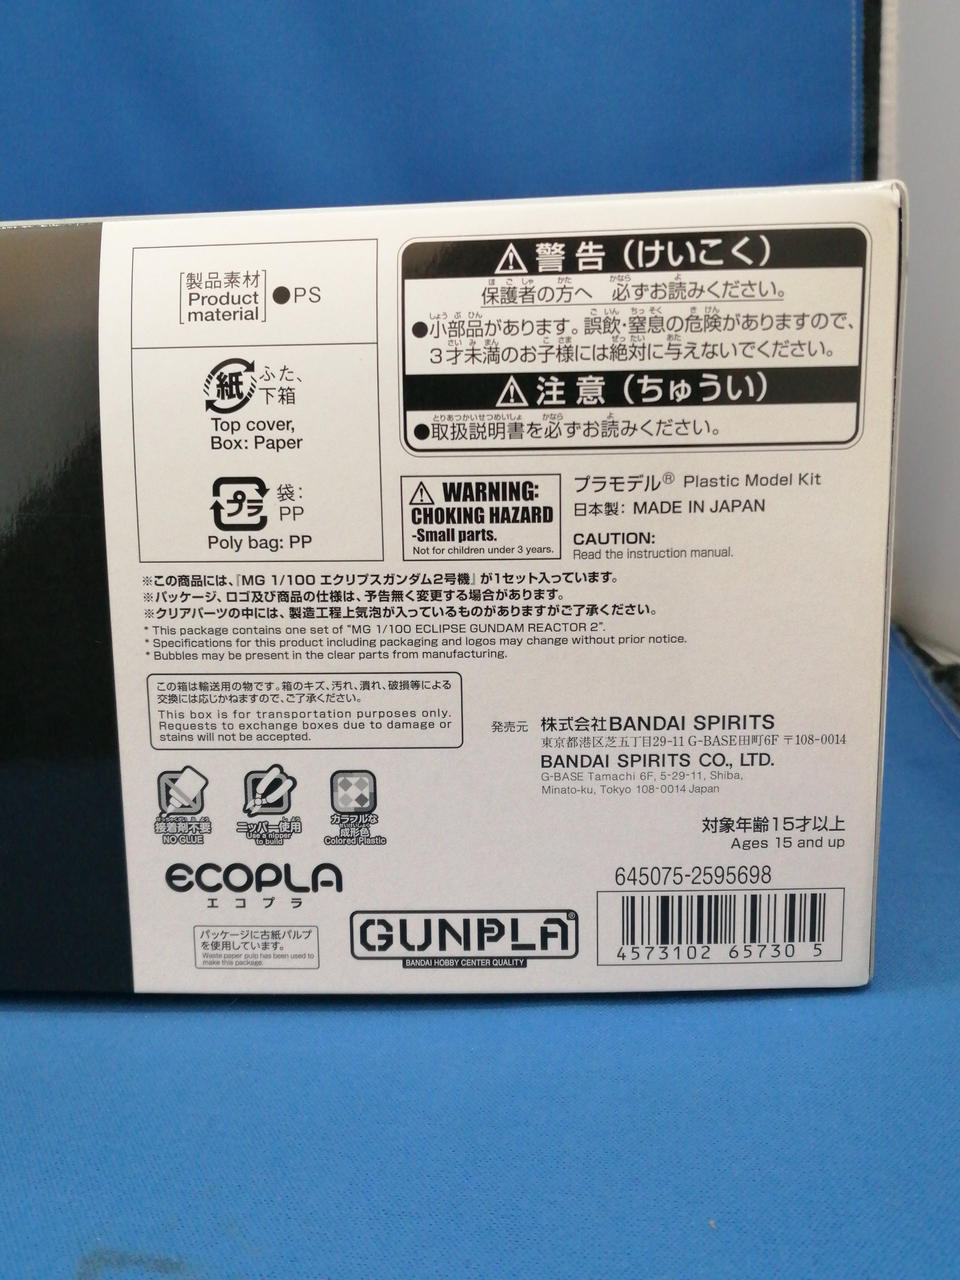 [製品素材
Product
material]
●PS
紙
ふた、
下箱
Top cover,
Box: Paper
プラ
袋:
PP
Poly bag: PP
警告(けいこく)
保護者の方へ 必ずお読みください。
●小部品があります。誤飲・窒息の危険がありますので、
3才未満のお子様には絶対に与えないでください。
注意(ちゅうい)
●取扱説明書を必ずお読みください。
WARNING:
CHOKING HAZARD
-Small parts.
Not for children under 3 years.
プラモデル® Plastic Model Kit
日本製: MADE IN JAPAN
CAUTION:
Read the instruction manual.
※この商品には、『MG 1/100 エクリプスガンダム2号機』が1セット入っています。
※パッケージ、ロゴ及び商品の仕様は、予告無く変更する場合があります。
※クリアパーツの中には、製造工程上気泡が入っているものがありますがご了承ください。
* This package contains one set of "MG 1/100 ECLIPSE GUNDAM REACTOR 2".
* Specifications for this product including packaging and logos may change without prior notice.
* Bubbles may be present in the clear parts from manufacturing.
この箱は輸送用の物です。箱のキズ、汚れ、潰れ、破損等による
交換には応じかねますので、ご了承ください。
This box is for transportation purposes only.
Requests to exchange boxes due to damage or
stains will not be accepted.
発売元 株式会社BANDAI SPIRITS
東京都港区芝五丁目29-11 G-BASE田町6F 〒108-0014
BANDAI SPIRITS CO., LTD.
G-BASE Tamachi 6F, 5-29-11, Shiba,
Minato-ku, Tokyo 108-0014 Japan
接着剤不要
NO GLUE
ニッパー使用
Use a nipper
to build
カラフルな
成形色
Colored Plastic
対象年齢15才以上
Ages 15 and up
ECOPLA
エコプラ
645075-2595698
パッケージに古紙パルプ
を使用しています。
Waste paper pulp has been used to
make this package.
GUNPLA®
BANDAI HOBBY CENTER QUALITY
4573102 65730 5